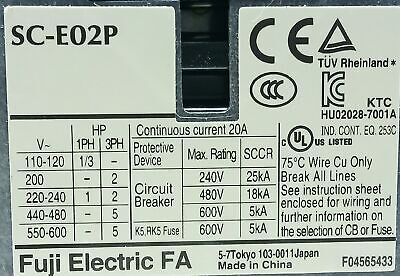 SC-E02P
CE
TÜV Rheinland
CCC
KTC
HU02028-7001A
HP
Continuous current 20A
c UL US LISTED
IND. CONT. EQ. 253C
V~ 1PH 3PH
Protective Device Max. Rating SCCR
110-120 1/3 –
200 – 2
220-240 1 2
440-480 – 5
550-600 – 5
Circuit Breaker
240V 25kA
480V 18kA
600V 5kA
K5,RK5 Fuse 600V 5kA
75°C Wire Cu Only
Break All Lines
See instruction sheet
enclosed for wiring and
further information on
the selection of CB or Fuse.
Fuji Electric FA
5-7Tokyo 103-0011Japan
Made in China
F04565433